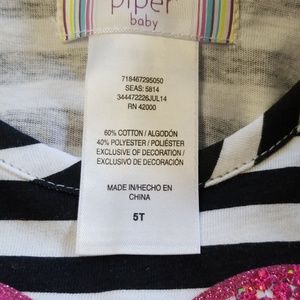 piper
baby
718467295050
SEAS: 5814
344472226JUL14
RN 42000
60% COTTON / ALGODÓN
40% POLYESTER / POLIÉSTER
EXCLUSIVE OF DECORATION/
EXCLUSIVO DE DECORACIÓN
MADE IN/HECHO EN
CHINA
5T